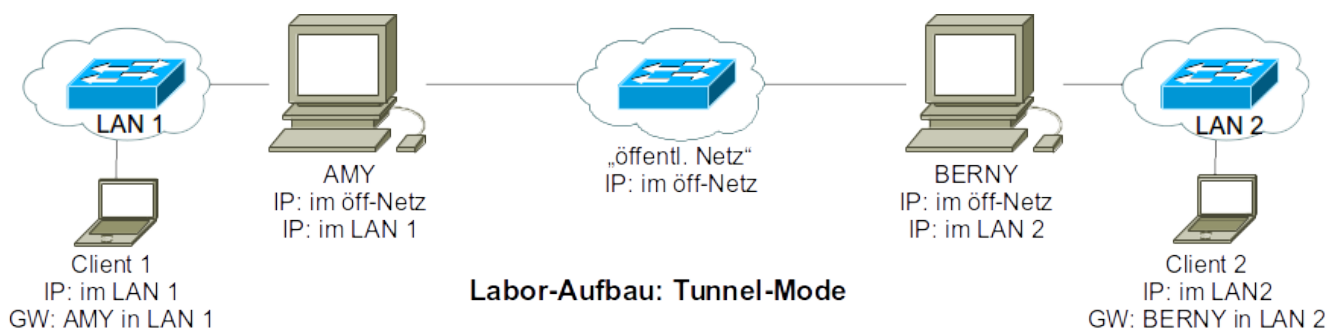 LAN 1
AMY
IP: im öff-Netz
IP: im LAN 1
Client 1
IP: im LAN 1
GW: AMY in LAN 1
„öffentl. Netz“
IP: im öff-Netz
BERNY
IP: im öff-Netz
IP: im LAN 2
LAN 2
Client 2
IP: im LAN2
GW: BERNY in LAN 2
Labor-Aufbau: Tunnel-Mode